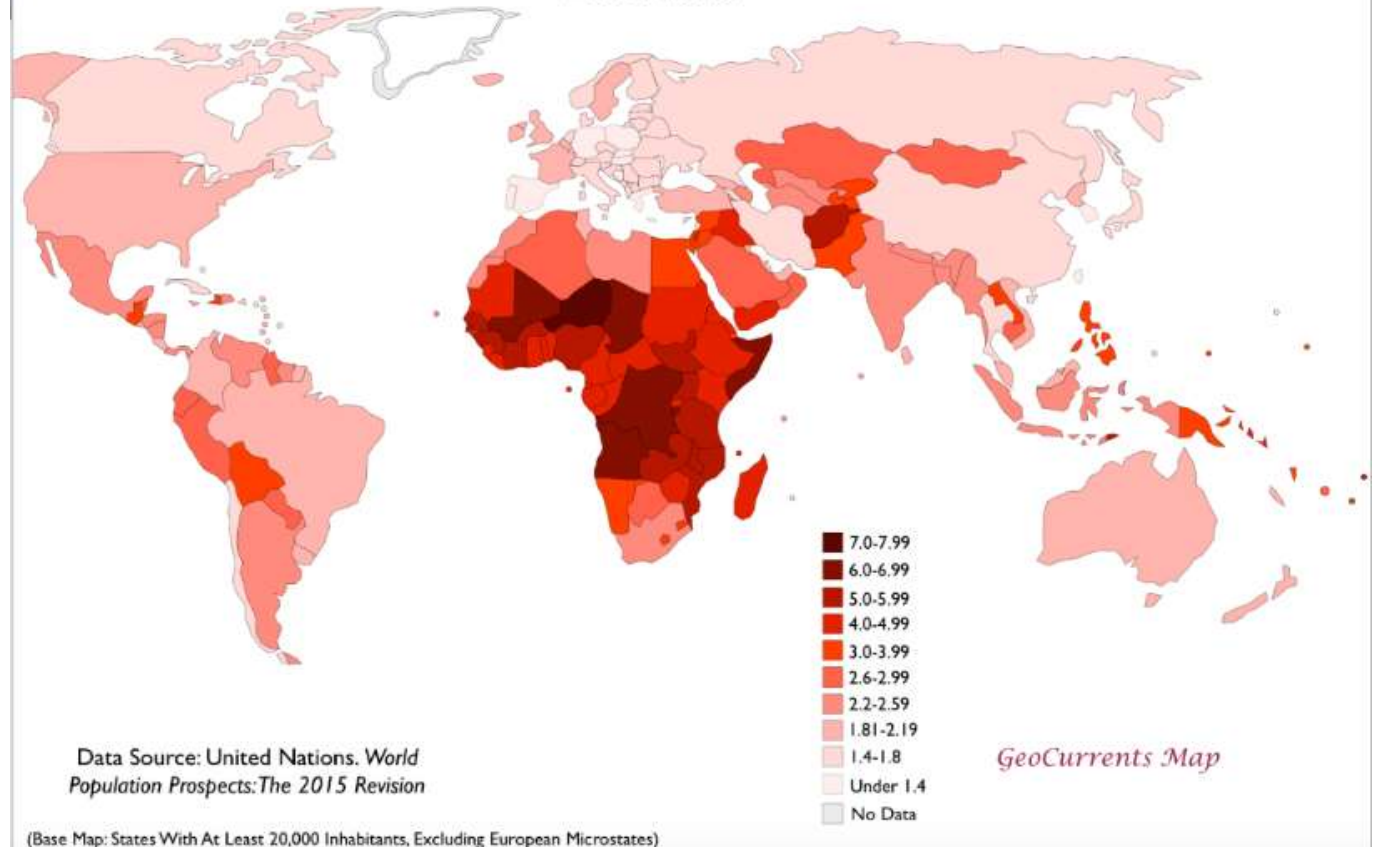 7.0-7.99
6.0-6.99
5.0-5.99
4.0-4.99
3.0-3.99
2.6-2.99
2.2-2.59
1.81-2.19
1.4-1.8
Under 1.4
No Data
Data Source: United Nations. World
Population Prospects: The 2015 Revision
GeoCurrents Map
(Base Map: States With At Least 20,000 Inhabitants, Excluding European Microstates)